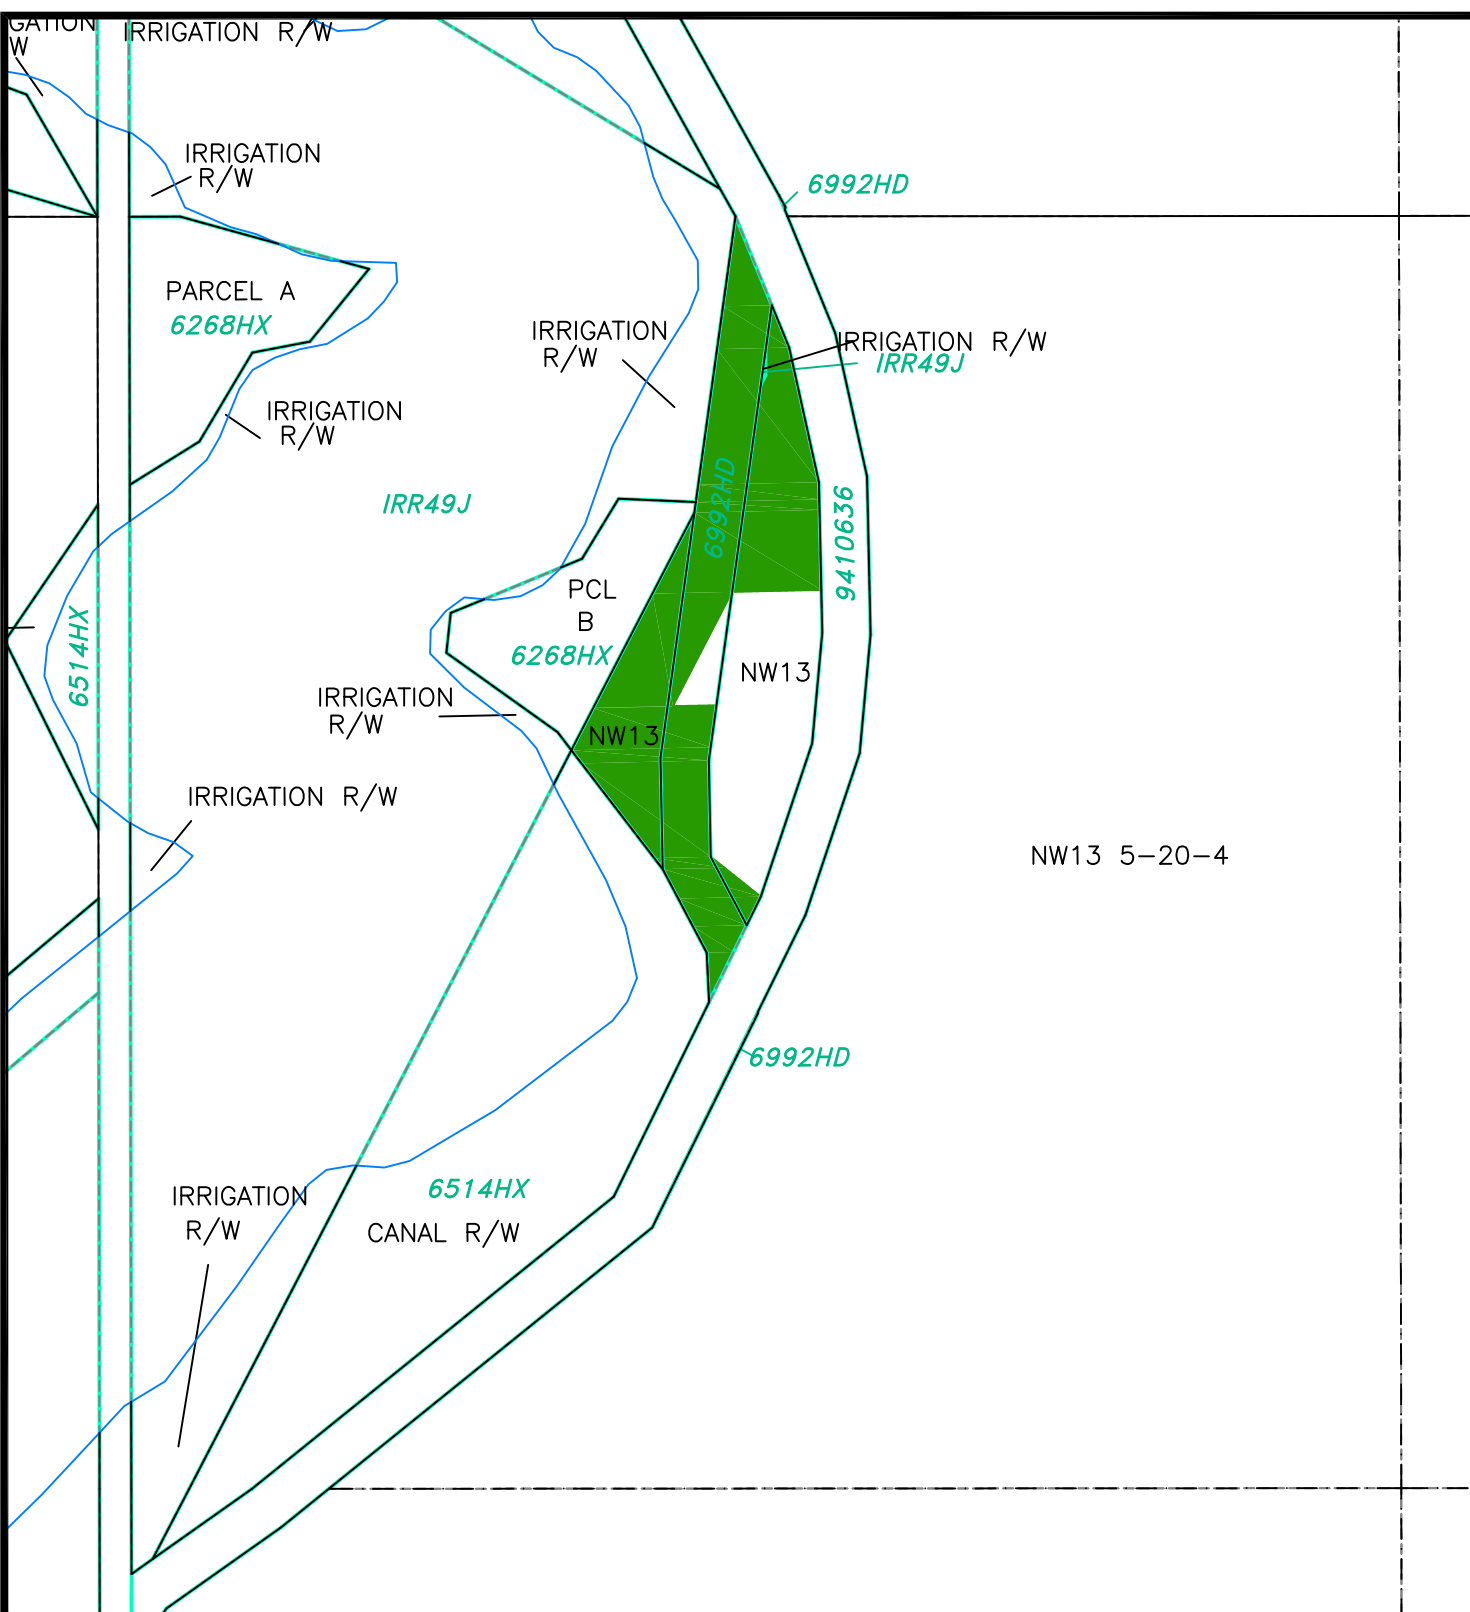 GATION
W
IRRIGATION R/W
IRRIGATION
R/W
6992HD
PARCEL A
6268HX
IRRIGATION
R/W
IRRIGATION R/W
IRR49J
IRRIGATION
R/W
IRR49J
6992HD
9410636
PCL
B
6268HX
6514HX
NW13
IRRIGATION
R/W
NW13
IRRIGATION R/W
NW13 5-20-4
6992HD
6514HX
IRRIGATION
R/W
CANAL R/W